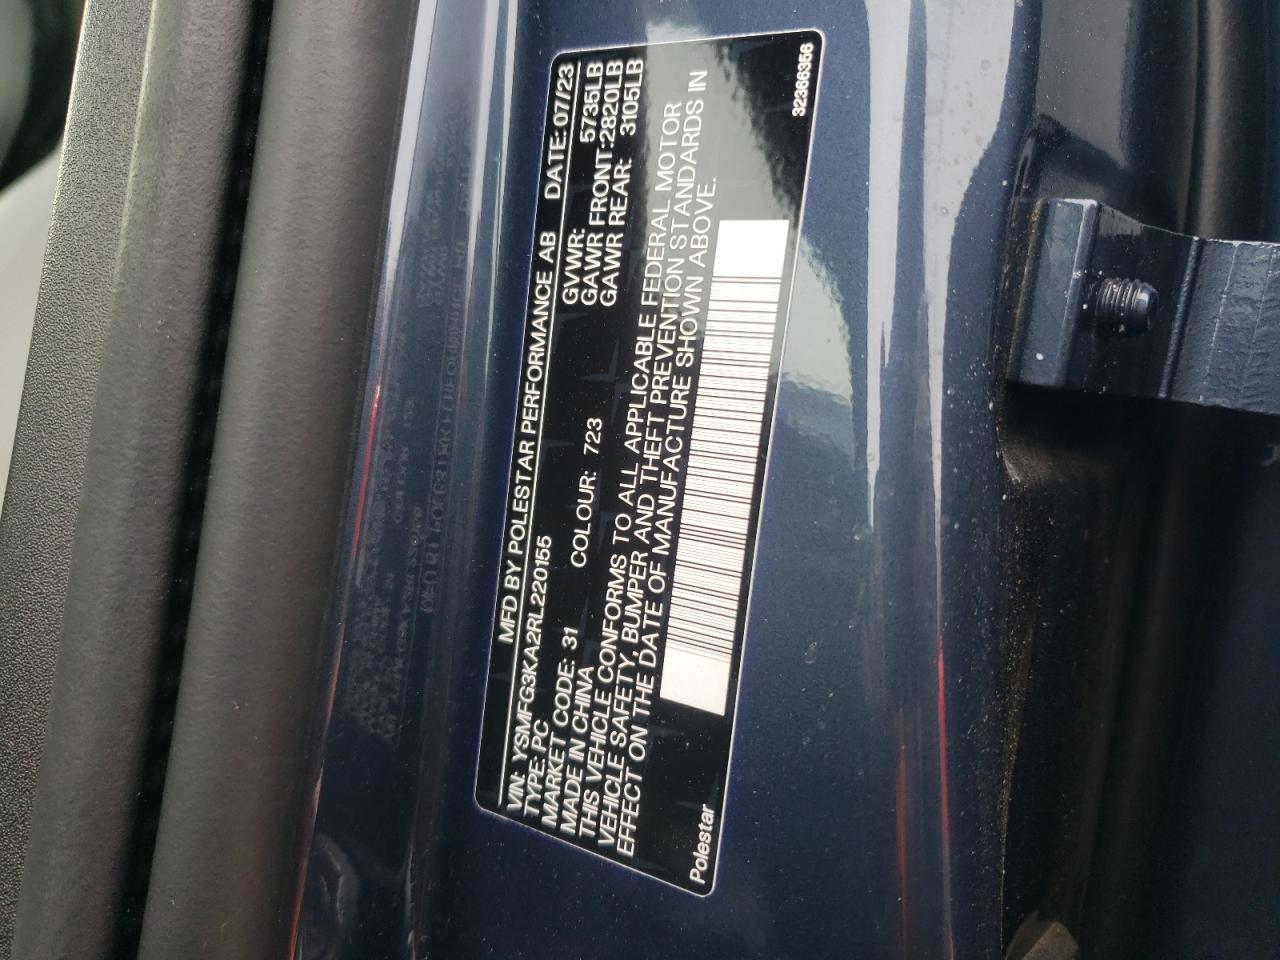 MFD BY POLESTAR PERFORMANCE AB DATE: 07/23
VIN: YSMFG3KA2RL220155
TYPE: PC
GVWR: 5735LB
MARKET CODE: 31 COLOUR: 723 GAWR FRONT: 2820LB
MADE IN CHINA GAWR REAR: 3105LB
THIS VEHICLE CONFORMS TO ALL APPLICABLE FEDERAL MOTOR
VEHICLE SAFETY, BUMPER AND THEFT PREVENTION STANDARDS IN
EFFECT ON THE DATE OF MANUFACTURE SHOWN ABOVE.
Polestar
32366356